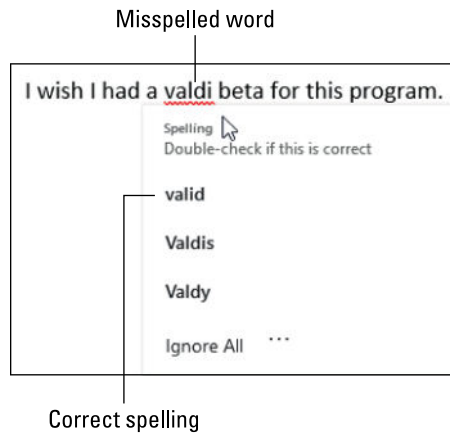 Misspelled word
I wish I had a valdi beta for this program.
Spelling
Double-check if this is correct
valid
Valdis
Valdy
Ignore All ...
Correct spelling